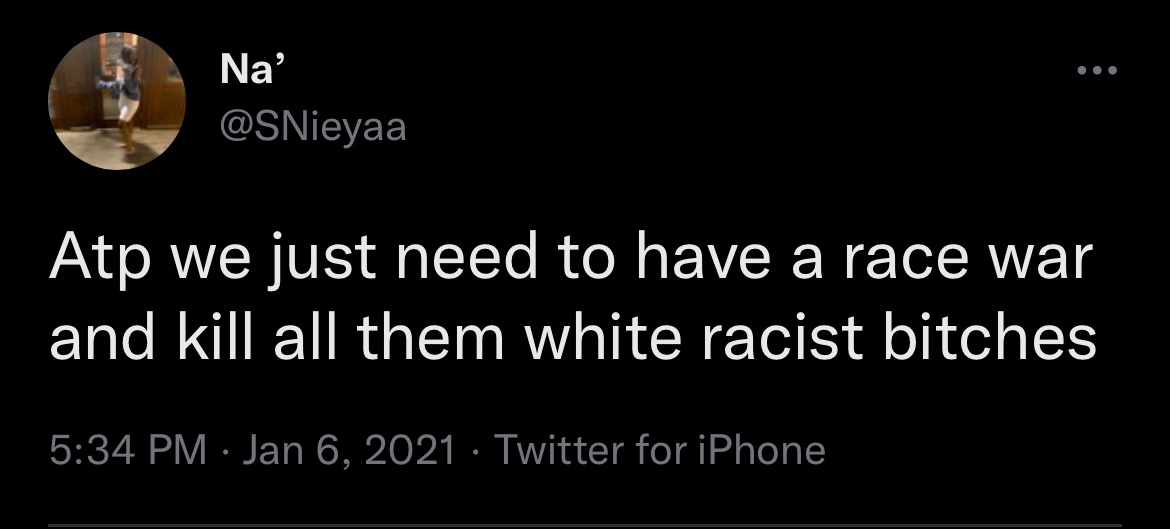 Na’
@SNieyaa
Atp we just need to have a race war
and kill all them white racist bitches
5:34 PM · Jan 6, 2021 · Twitter for iPhone